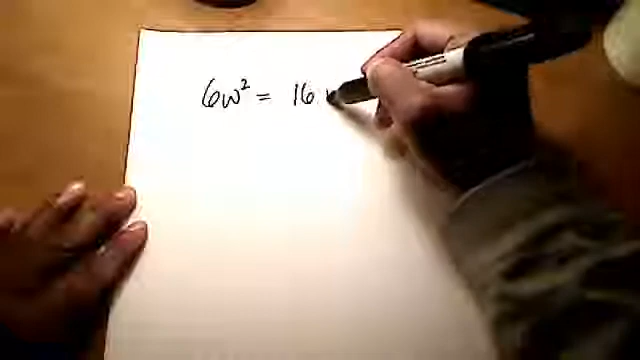 6w² = 16